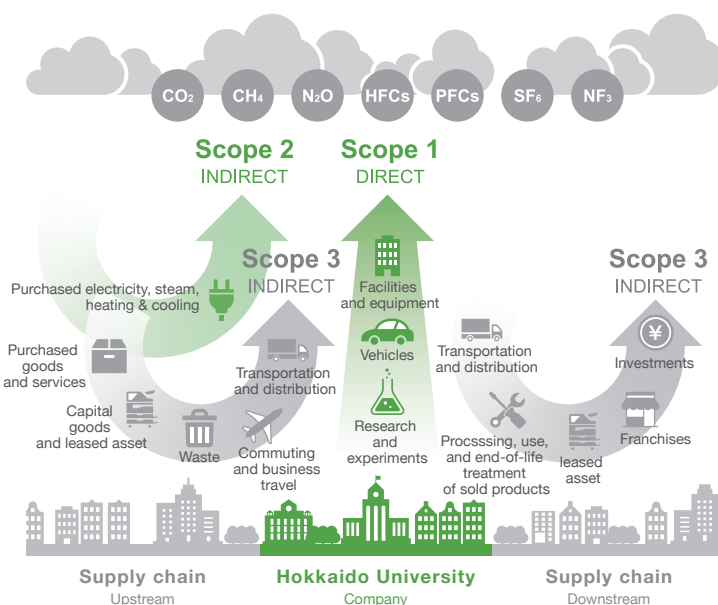 CO2
CH4
N2O
HFCs
PFCs
SF6
NF3
Scope 2
INDIRECT
Scope 1
DIRECT
Scope 3
INDIRECT
Scope 3
INDIRECT
Purchased electricity, steam,
heating & cooling
Purchased
goods
and services
Capital
goods
and leased asset
Waste
Commuting
and business
travel
Transportation
and distribution
Facilities
and equipment
Vehicles
Research
and
experiments
Transportation
and distribution
Procsssing, use,
and end-of-life
treatment
of sold products
leased
asset
Franchises
¥
Investments
Supply chain
Upstream
Hokkaido University
Company
Supply chain
Downstream